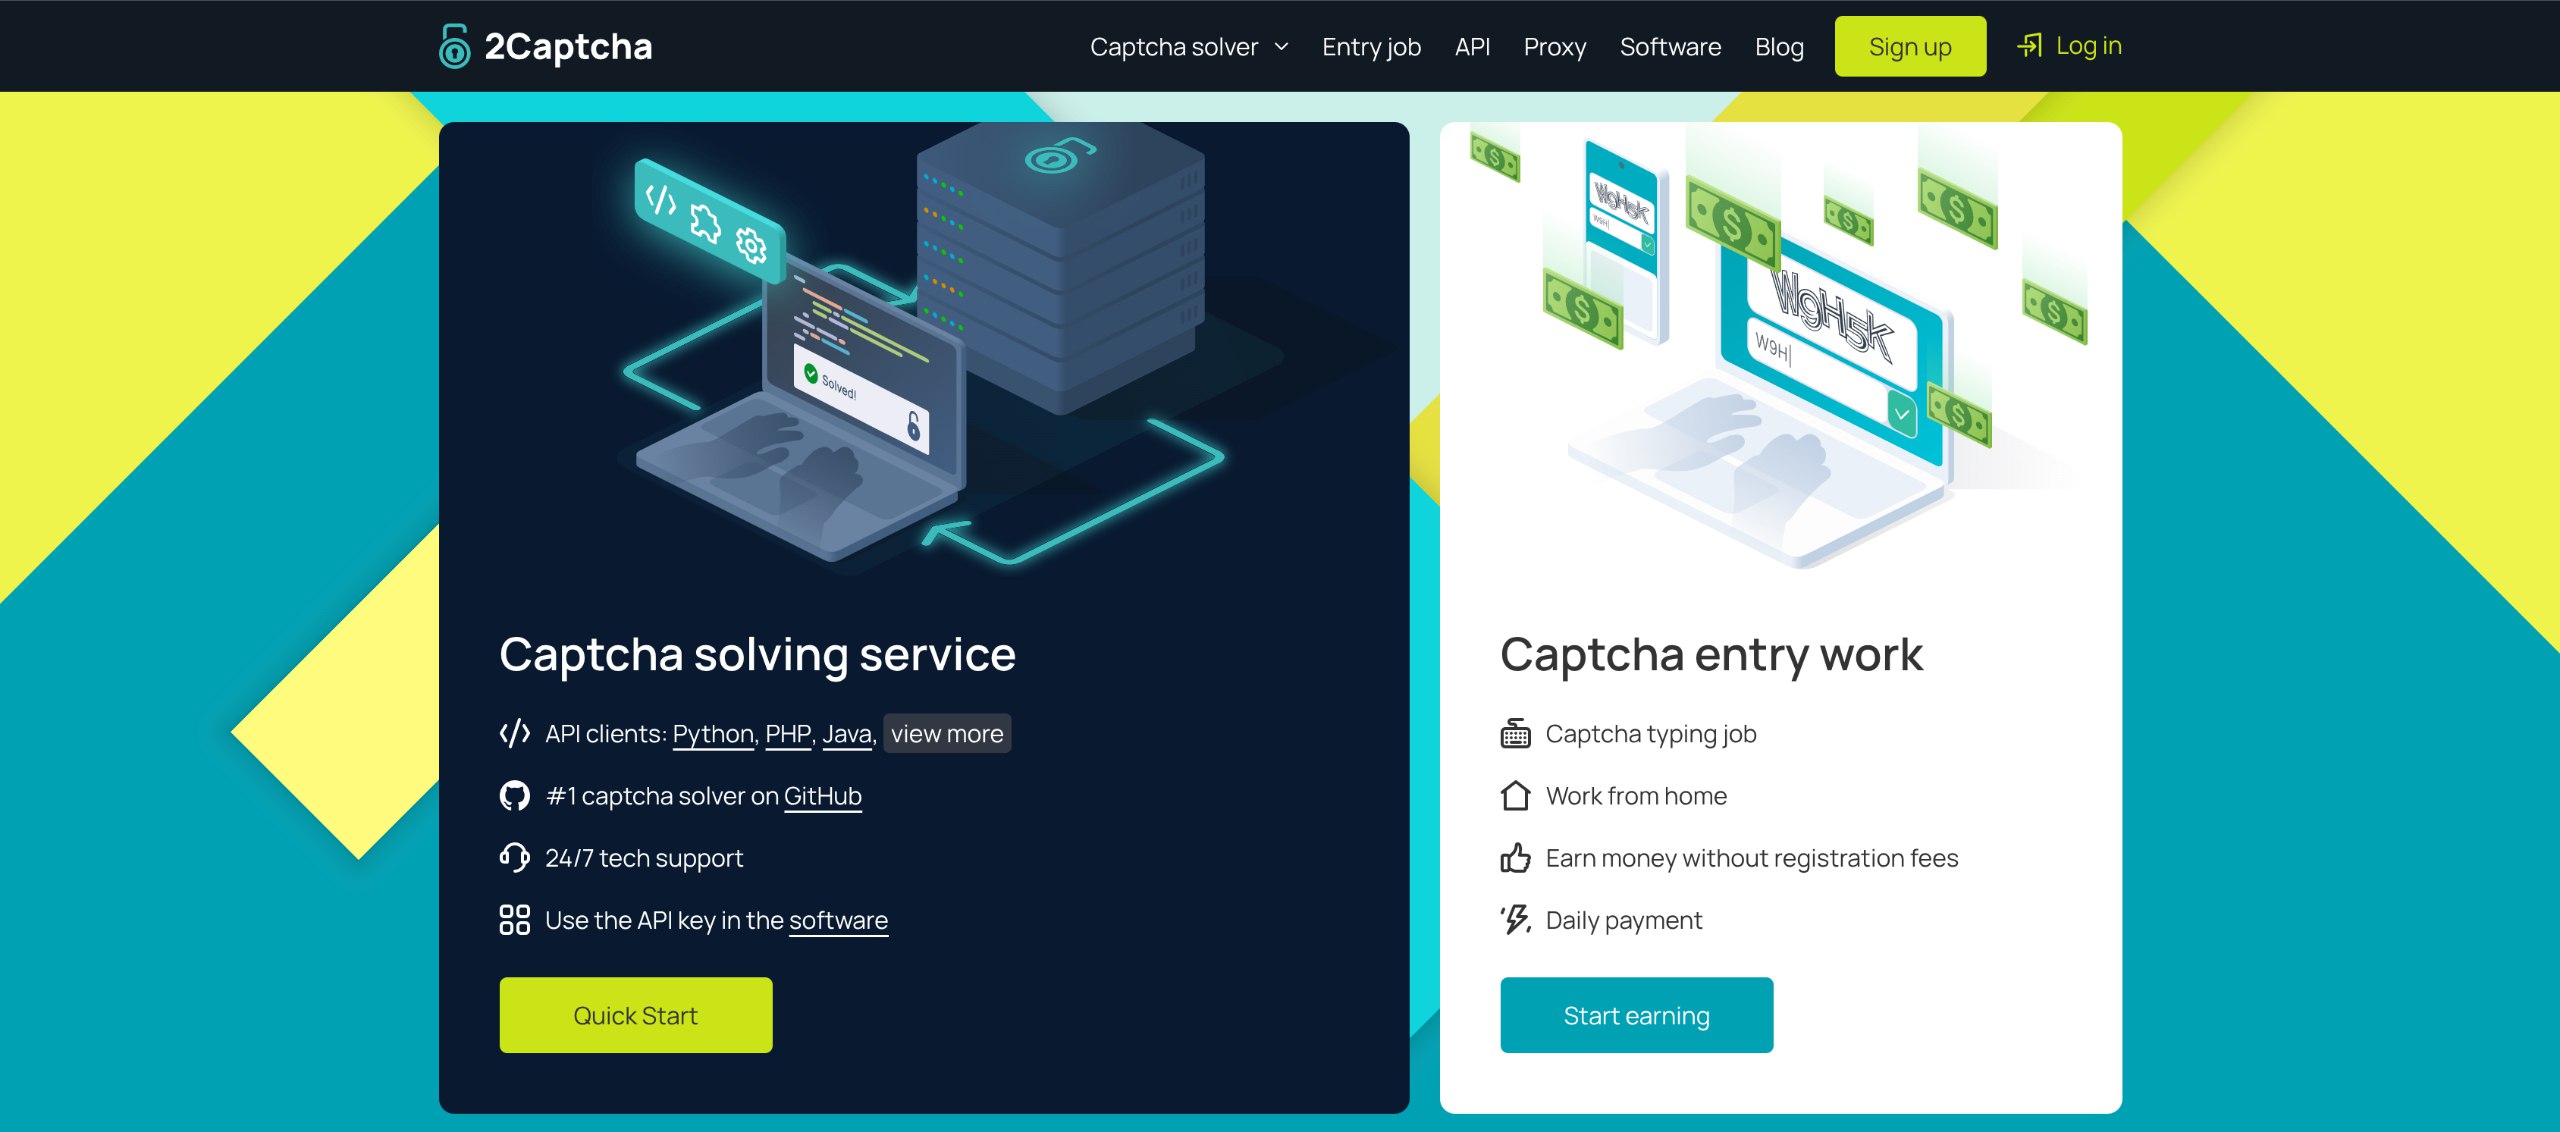 2Captcha
Captcha solver
Entry job
API
Proxy
Software
Blog
Sign up
Log in
Solved!
Captcha solving service
API clients: Python, PHP, Java, view more
#1 captcha solver on GitHub
24/7 tech support
Use the API key in the software
Quick Start
W9H5K
W9H
W9H5K
W9H
Captcha entry work
Captcha typing job
Work from home
Earn money without registration fees
Daily payment
Start earning